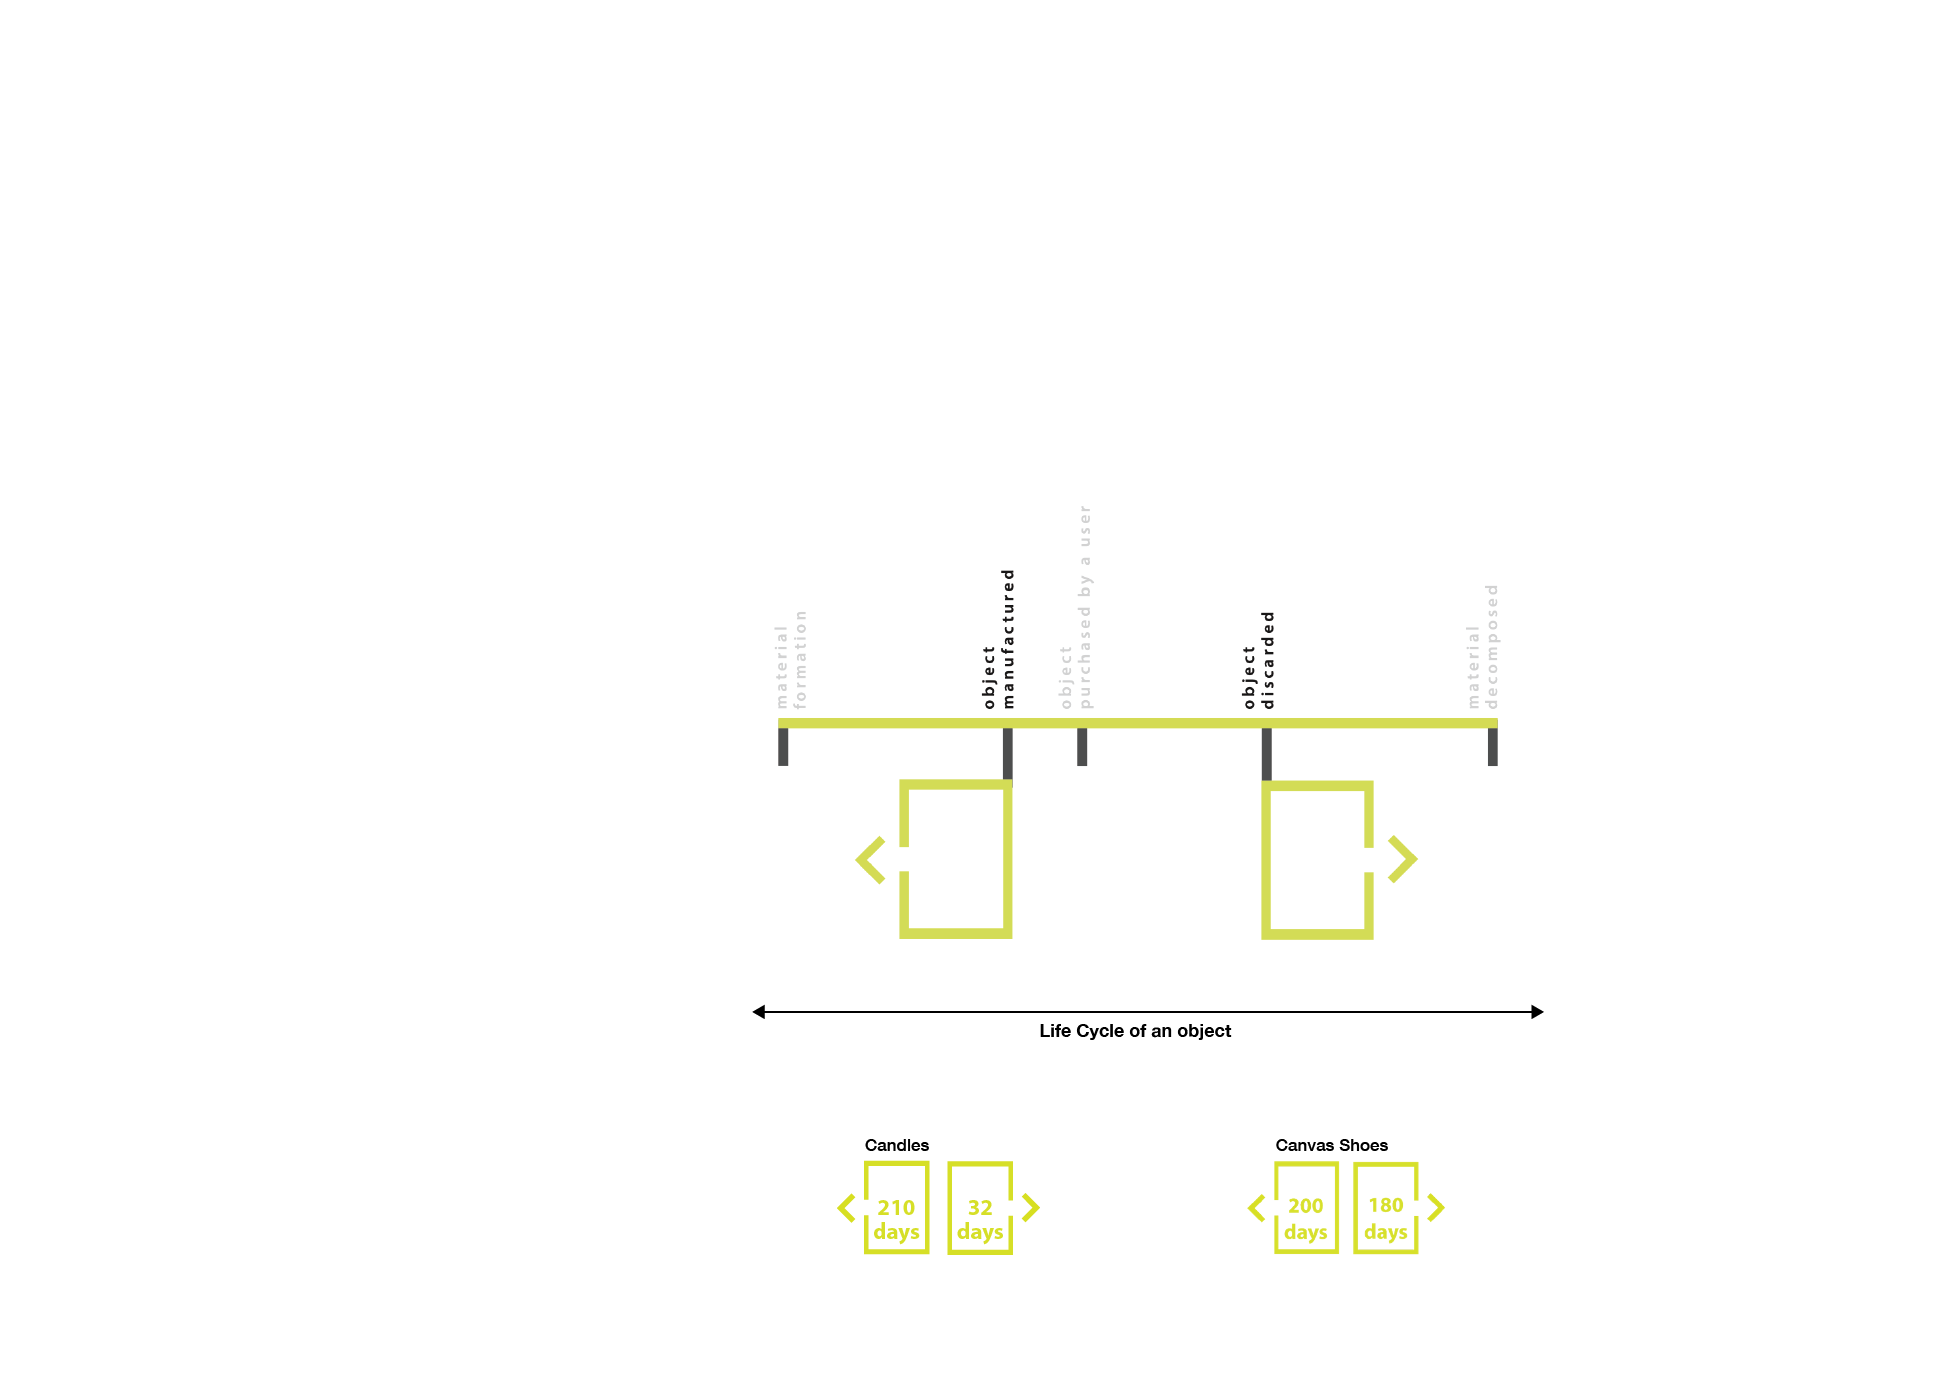 material
formation
object
manufactured
object
purchased by a user
object
discarded
material
decomposed
Life Cycle of an object
Candles
210
days
32
days
Canvas Shoes
200
days
180
days